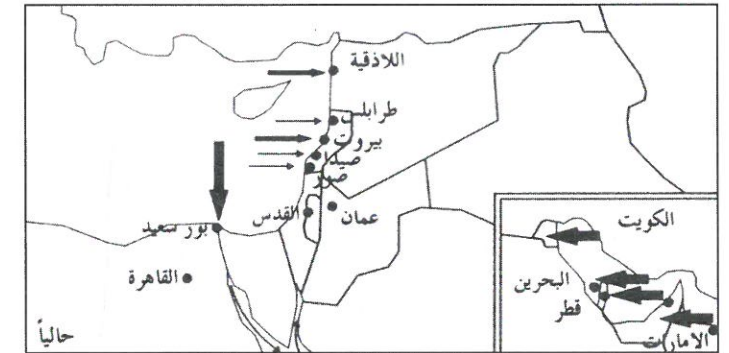 اللاذقية
طرابلس
بيروت
صيدا
صور
القدس
عمان
بور سعيد
القاهرة
حالياً
الكويت
البحرين
قطر
الامارات